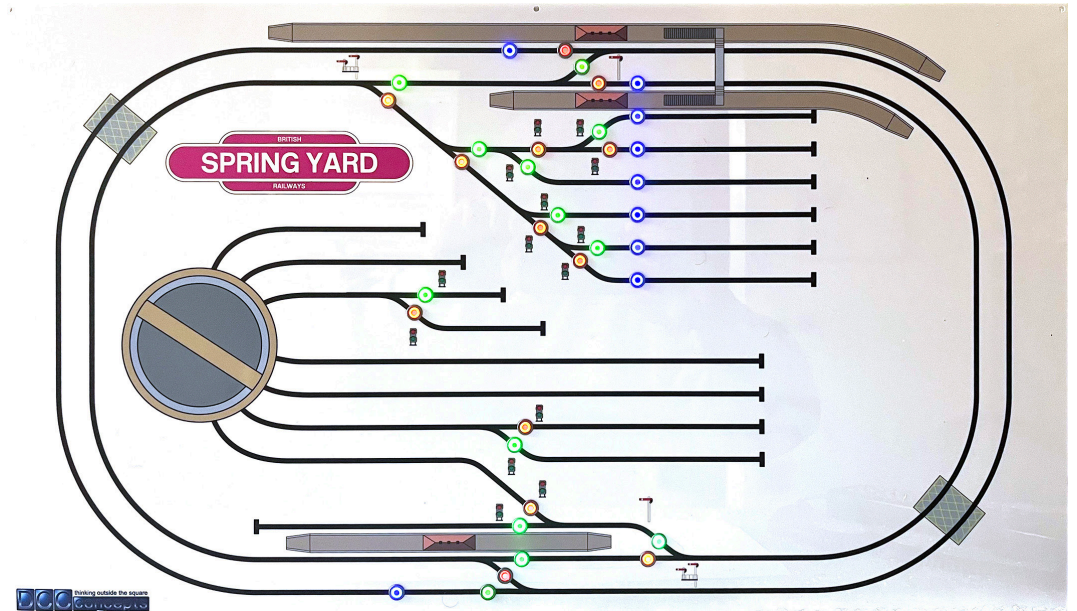 BRITISH
SPRING YARD
RAILWAYS
thinking outside the square
DCC
concepts